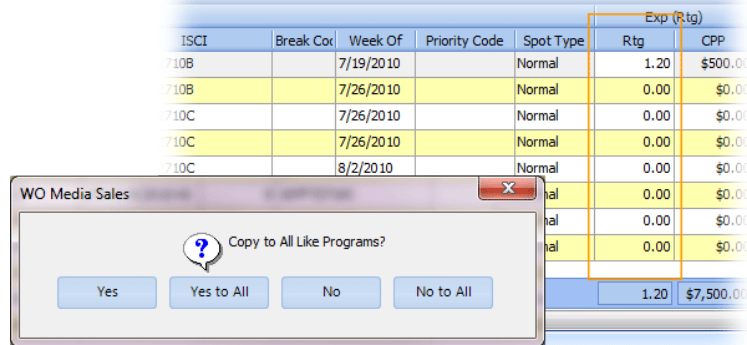 Exp (Rtg)
ISCI Break Coc Week Of Priority Code Spot Type Rtg CPP
710B 7/19/2010 Normal 1.20 $500.00
710B 7/26/2010 Normal 0.00 $0.00
710C 7/26/2010 Normal 0.00 $0.00
710C 7/26/2010 Normal 0.00 $0.00
710C 8/2/2010 Normal 0.00 $0.00
WO Media Sales nal 0.00 $0.00
nal 0.00 $0.00
Copy to All Like Programs? nal 0.00 $0.00
Yes Yes to All No No to All 1.20 $7,500.00